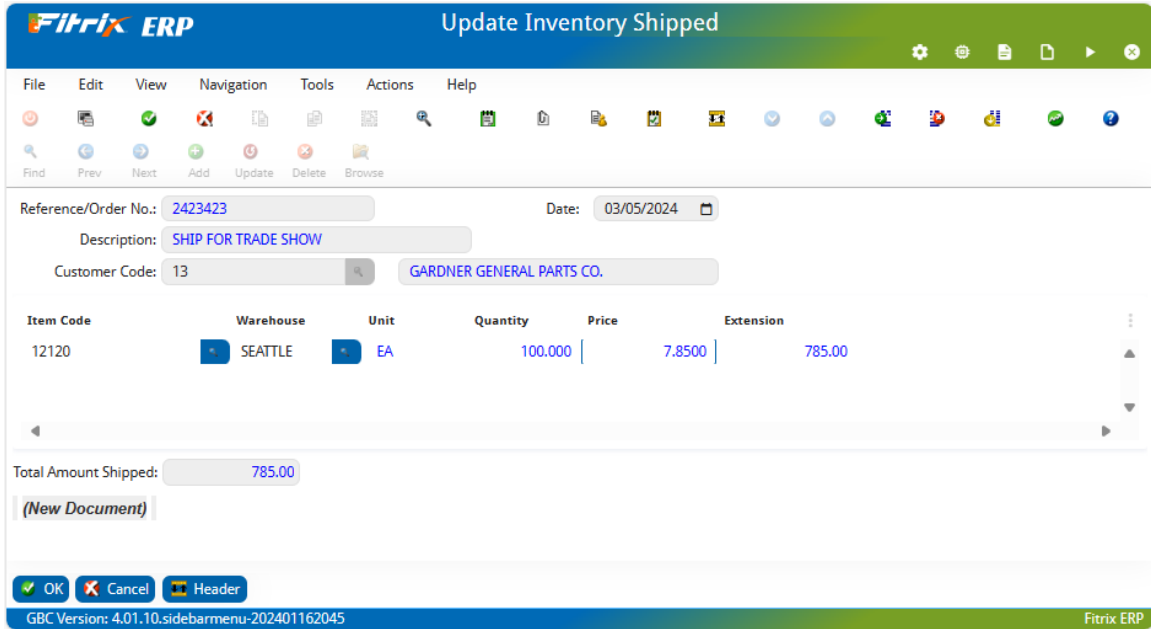 Fitrix ERP
Update Inventory Shipped
File Edit View Navigation Tools Actions Help
Find Prev Next Add Update Delete Browse
Reference/Order No.: 2423423 Date: 03/05/2024
Description: SHIP FOR TRADE SHOW
Customer Code: 13 GARDNER GENERAL PARTS CO.
Item Code Warehouse Unit Quantity Price Extension
12120 SEATTLE EA 100.000 7.8500 785.00
Total Amount Shipped: 785.00
(New Document)
OK Cancel Header
GBC Version: 4.01.10.sidebarmenu-202401162045 Fitrix ERP